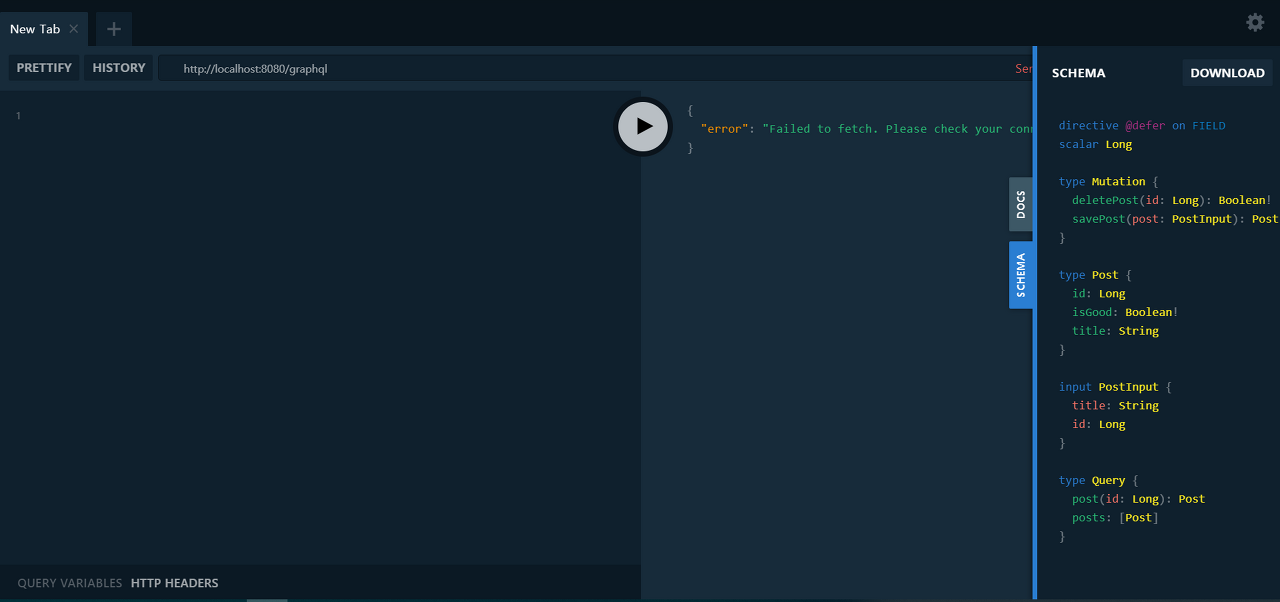 New Tab
PRETTIFY HISTORY http://localhost:8080/graphql
1
{
"error": "Failed to fetch. Please check your
}
DOCS
SCHEMA
SCHEMA DOWNLOAD
directive @defer on FIELD
scalar Long
type Mutation {
deletePost(id: Long): Boolean!
savePost(post: PostInput): Post
}
type Post {
id: Long
isGood: Boolean!
title: String
}
input PostInput {
title: String
id: Long
}
type Query {
post(id: Long): Post
posts: [Post]
}
QUERY VARIABLES HTTP HEADERS